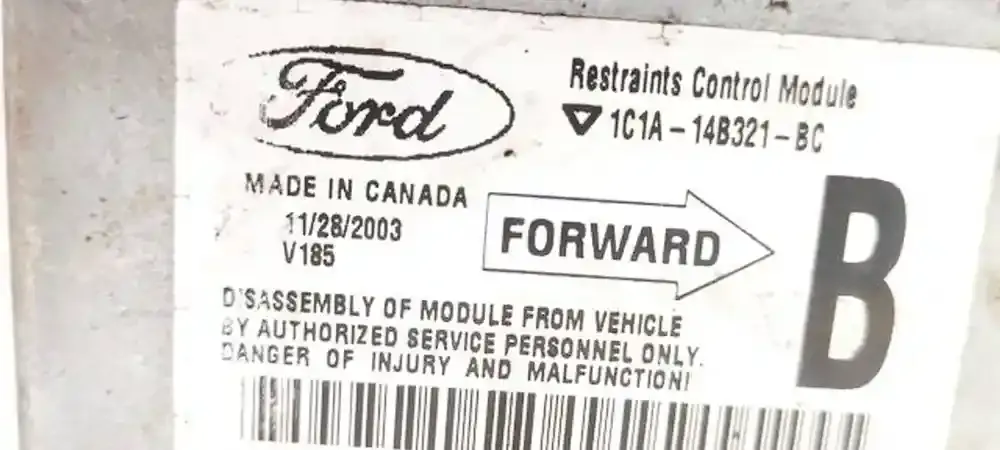 Ford
Restraints Control Module
1C1A-14B321-BC
MADE IN CANADA
11/28/2003
V185
FORWARD
B
DISASSEMBLY OF MODULE FROM VEHICLE
BY AUTHORIZED SERVICE PERSONNEL ONLY.
DANGER OF INJURY AND MALFUNCTION!